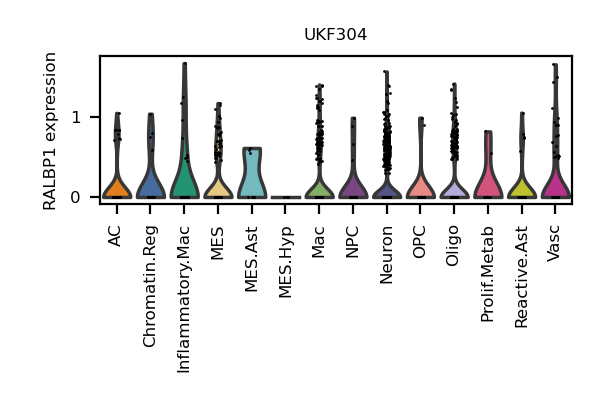 UKF304
RALBP1 expression
1
0
AC
Chromatin.Reg
Inflammatory.Mac
MES
MES.Ast
MES.Hyp
Mac
NPC
Neuron
OPC
Oligo
Prolif.Metab
Reactive.Ast
Vasc